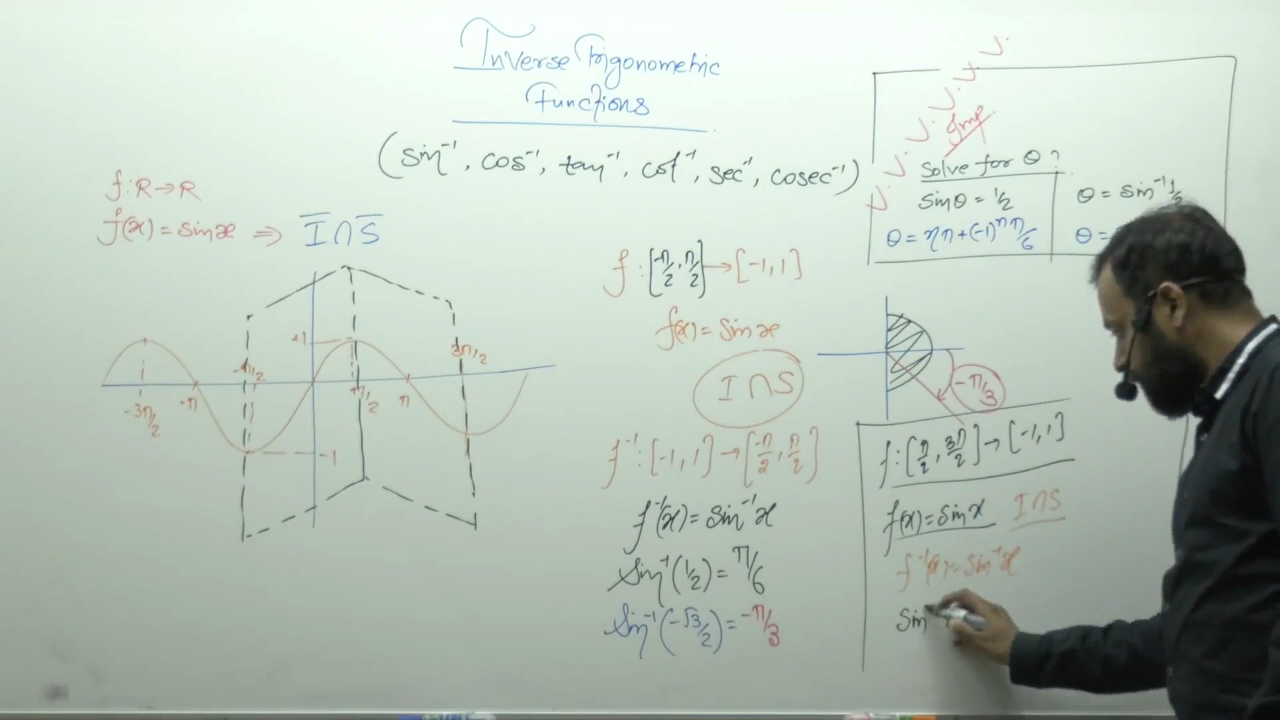 Inverse Trigonometric
Functions
(sin⁻¹, cos⁻¹, tan⁻¹, cot⁻¹, sec⁻¹, cosec⁻¹)
f: R→R
f(x) = sin x ⇒ I̅∩S̅
+1
-1
-3π/2
-π
-π/2
π/2
π
3π/2
f: [-π/2, π/2] → [-1, 1]
f(x) = sin x
I∩S
f⁻¹: [-1, 1] → [-π/2, π/2]
f⁻¹(x) = sin⁻¹x
sin⁻¹(1/2) = π/6
sin⁻¹(-√3/2) = -π/3
Imp
Solve for θ?
sinθ = 1/2
θ = nπ+(-1)ⁿ π/6
θ = sin⁻¹ 1/2
θ =
-π/3
f: [π/2, 3π/2] → [-1, 1]
f(x) = sin x I∩S
f⁻¹(x) = sin⁻¹x
sin